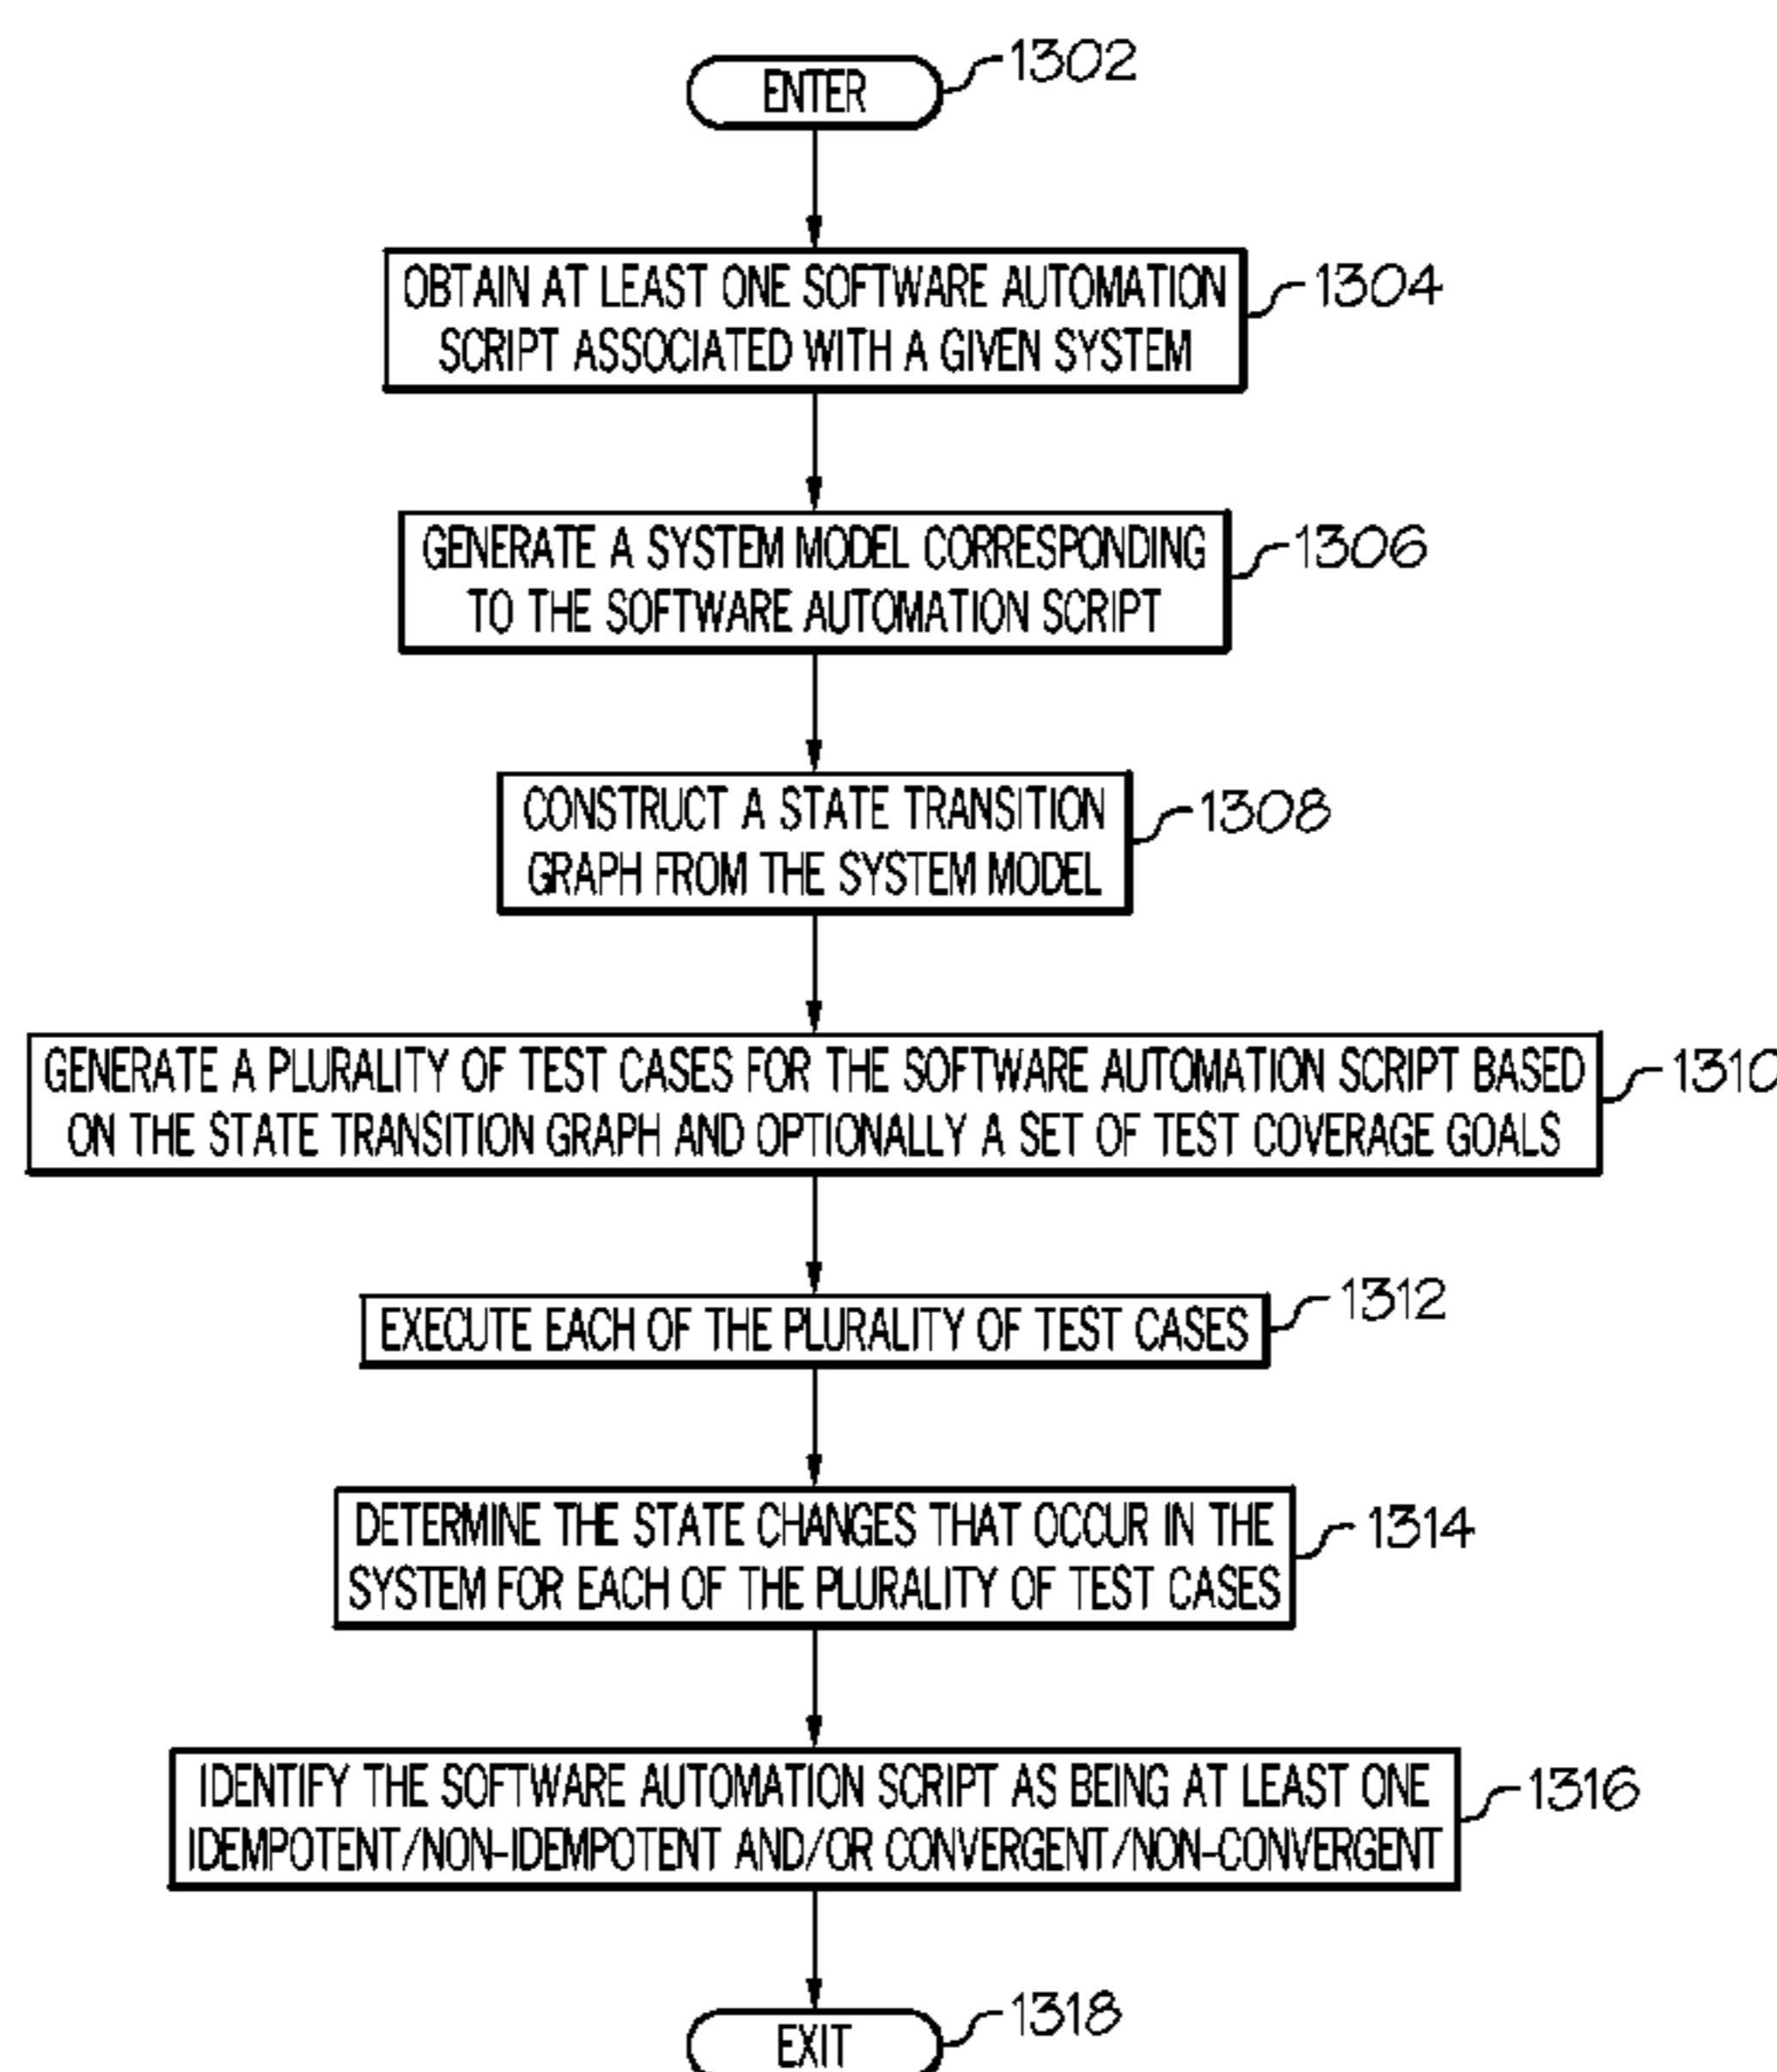 ENTER
1302
OBTAIN AT LEAST ONE SOFTWARE AUTOMATION
SCRIPT ASSOCIATED WITH A GIVEN SYSTEM
1304
GENERATE A SYSTEM MODEL CORRESPONDING
TO THE SOFTWARE AUTOMATION SCRIPT
1306
CONSTRUCT A STATE TRANSITION
GRAPH FROM THE SYSTEM MODEL
1308
GENERATE A PLURALITY OF TEST CASES FOR THE SOFTWARE AUTOMATION SCRIPT BASED
ON THE STATE TRANSITION GRAPH AND OPTIONALLY A SET OF TEST COVERAGE GOALS
1310
EXECUTE EACH OF THE PLURALITY OF TEST CASES
1312
DETERMINE THE STATE CHANGES THAT OCCUR IN THE
SYSTEM FOR EACH OF THE PLURALITY OF TEST CASES
1314
IDENTIFY THE SOFTWARE AUTOMATION SCRIPT AS BEING AT LEAST ONE
IDEMPOTENT/NON-IDEMPOTENT AND/OR CONVERGENT/NON-CONVERGENT
1316
EXIT
1318